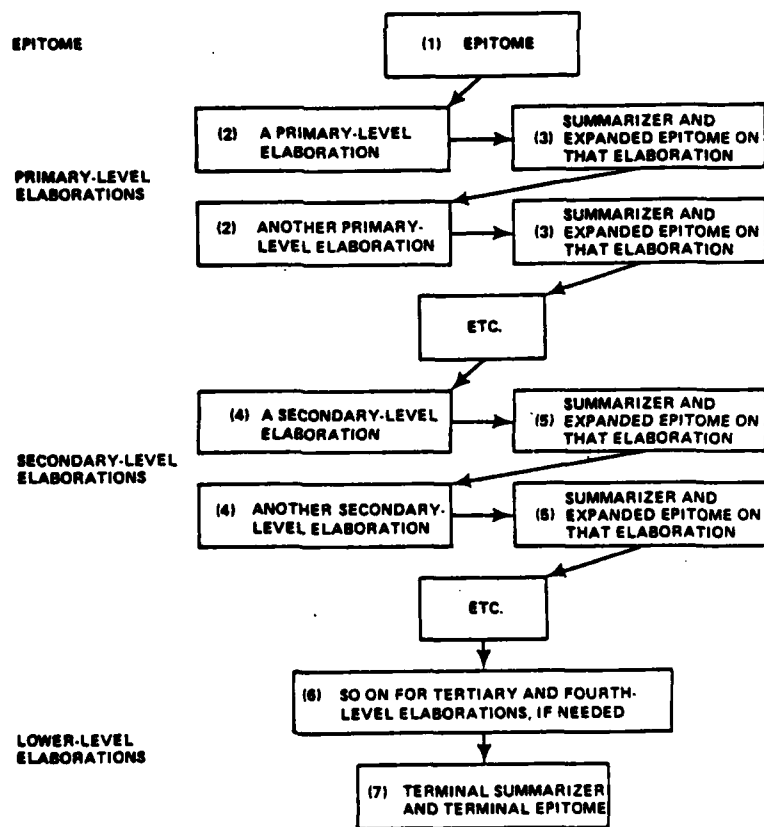 EPITOME
(1) EPITOME
(2) A PRIMARY-LEVEL
ELABORATION
SUMMARIZER AND
(3) EXPANDED EPITOME ON
THAT ELABORATION
PRIMARY-LEVEL
ELABORATIONS
(2) ANOTHER PRIMARY-
LEVEL ELABORATION
SUMMARIZER AND
(3) EXPANDED EPITOME ON
THAT ELABORATION
ETC.
(4) A SECONDARY-LEVEL
ELABORATION
SUMMARIZER AND
(5) EXPANDED EPITOME ON
THAT ELABORATION
SECONDARY-LEVEL
ELABORATIONS
(4) ANOTHER SECONDARY-
LEVEL ELABORATION
SUMMARIZER AND
(5) EXPANDED EPITOME ON
THAT ELABORATION
ETC.
(6) SO ON FOR TERTIARY AND FOURTH-
LEVEL ELABORATIONS, IF NEEDED
LOWER-LEVEL
ELABORATIONS
(7) TERMINAL SUMMARIZER
AND TERMINAL EPITOME